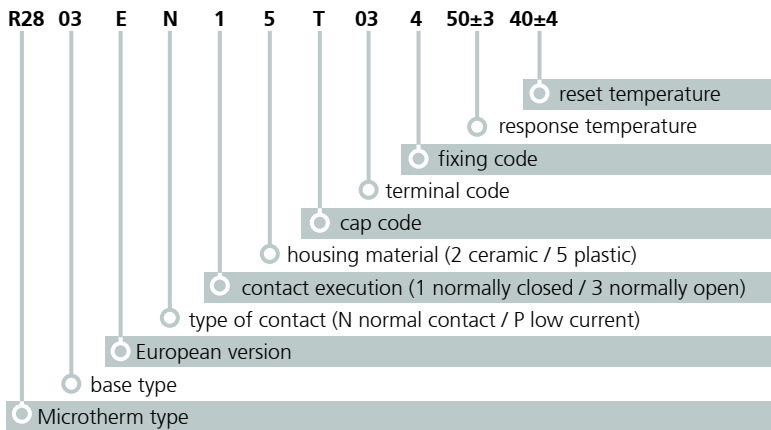 R28 03 E N 1 5 T 03 4 50±3 40±4
reset temperature
response temperature
fixing code
terminal code
cap code
housing material (2 ceramic / 5 plastic)
contact execution (1 normally closed / 3 normally open)
type of contact (N normal contact / P low current)
European version
base type
Microtherm type